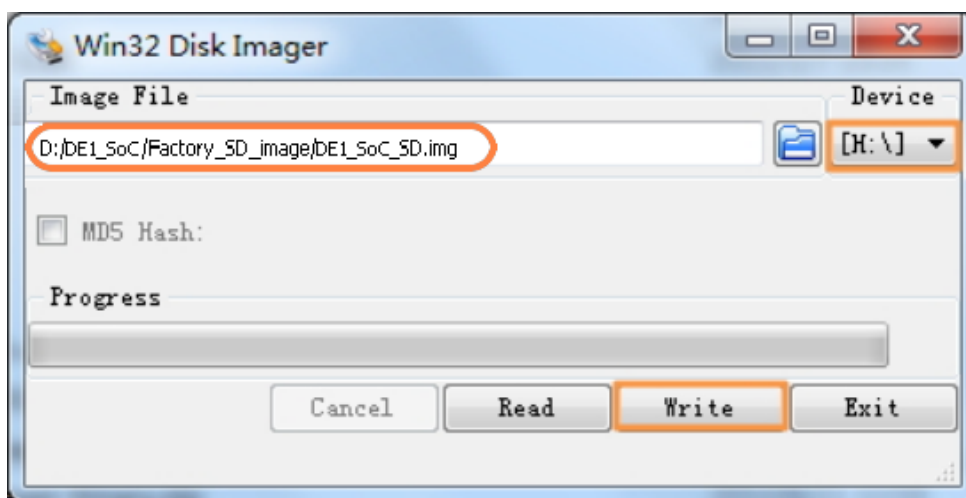 Win32 Disk Imager
Image File
Device
D:/DE1_SoC/Factory_SD_image/DE1_SoC_SD.img
[H:\]
MD5 Hash:
Progress
Cancel
Read
Write
Exit